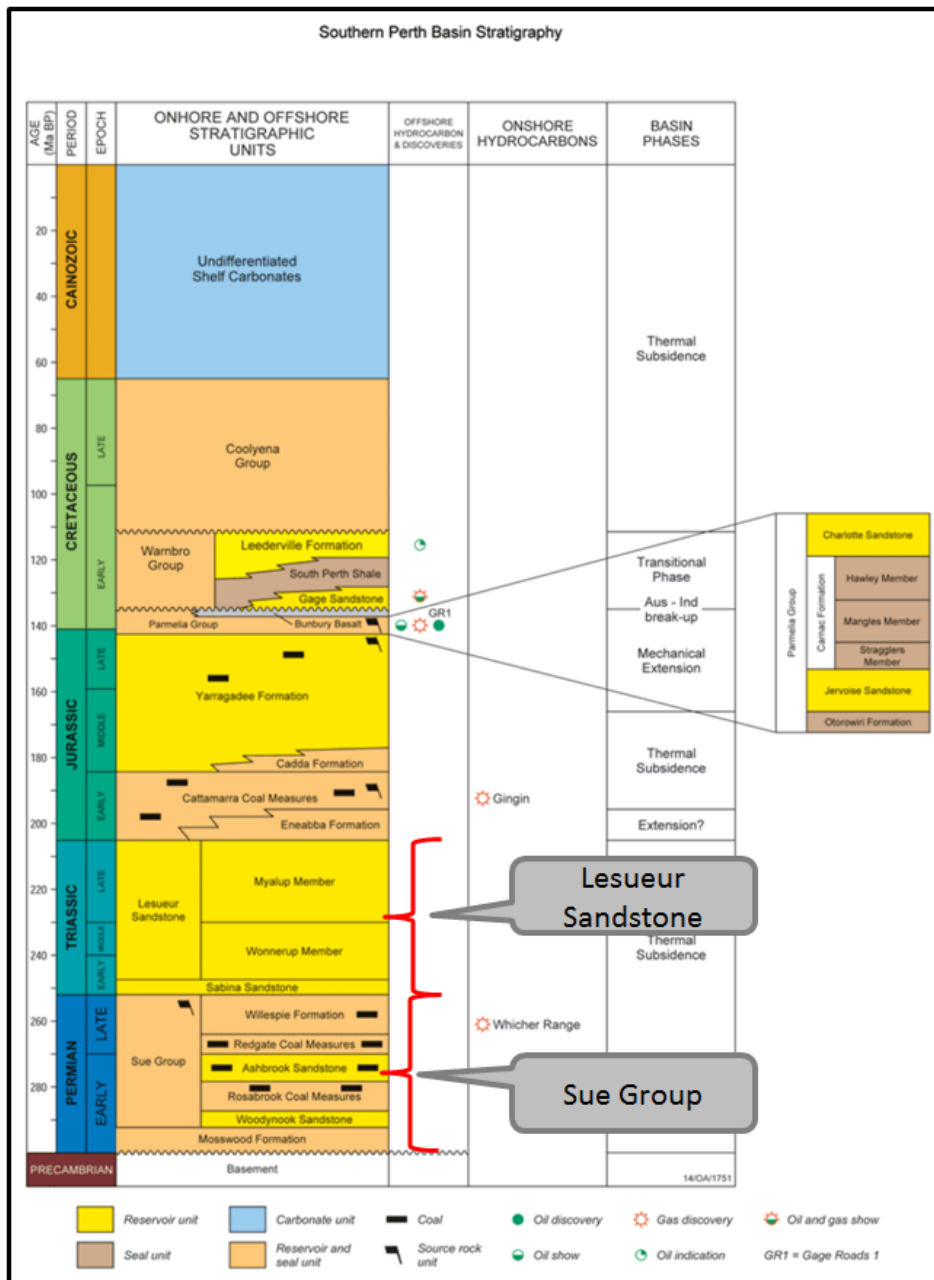 Southern Perth Basin Stratigraphy
AGE
(Ma BP)
PERIOD
EPOCH
ONHORE AND OFFSHORE
STRATIGRAPHIC
UNITS
OFFSHORE
HYDROCARBON
& DISCOVERIES
ONSHORE
HYDROCARBONS
BASIN
PHASES
20
40
60
80
100
120
140
160
180
200
220
240
260
280
CAINOZOIC
CRETACEOUS
LATE
EARLY
JURASSIC
LATE
MIDDLE
EARLY
TRIASSIC
LATE
MIDDLE
EARLY
PERMIAN
LATE
EARLY
PRECAMBRIAN
Undifferentiated
Shelf Carbonates
Coolyena
Group
Warnbro
Group
Leederville Formation
South Perth Shale
Gage Sandstone
Parmelia Group
Bunbury Basalt
Yarragadee Formation
Cadda Formation
Cattamarra Coal Measures
Eneabba Formation
Lesueur
Sandstone
Myalup Member
Wonnerup Member
Sabina Sandstone
Sue Group
Willespie Formation
Redgate Coal Measures
Ashbrook Sandstone
Rosabrook Coal Measures
Woodynook Sandstone
Mosswood Formation
Basement
GR1
Gingin
Whicher Range
Thermal
Subsidence
Transitional
Phase
Aus - Ind
break-up
Mechanical
Extension
Thermal
Subsidence
Extension?
Thermal
Subsidence
14/OA/1751
Parmelia Group
Carnac Formation
Charlotte Sandstone
Hawley Member
Mangles Member
Stragglers
Member
Jervoise Sandstone
Otorowiri Formation
Lesueur
Sandstone
Sue Group
Reservoir unit
Carbonate unit
Coal
Oil discovery
Gas discovery
Oil and gas show
Seal unit
Reservoir and
seal unit
Source rock
unit
Oil show
Oil indication
GR1 = Gage Roads 1